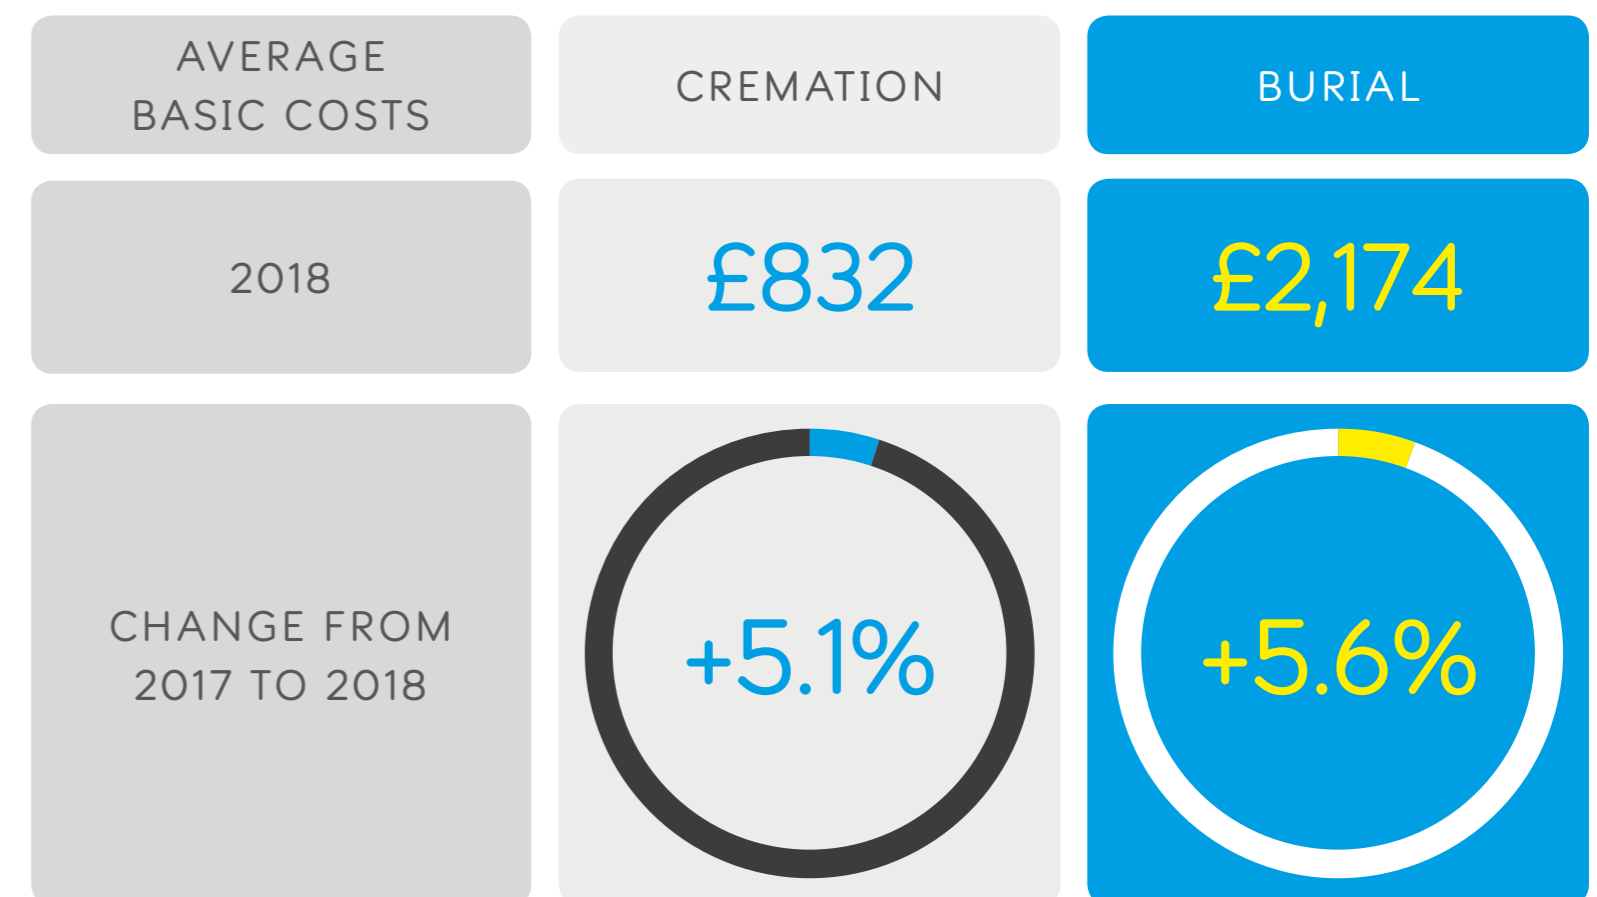 AVERAGE
BASIC COSTS
CREMATION
BURIAL
2018
£832
£2,174
CHANGE FROM
2017 TO 2018
+5.1%
+5.6%